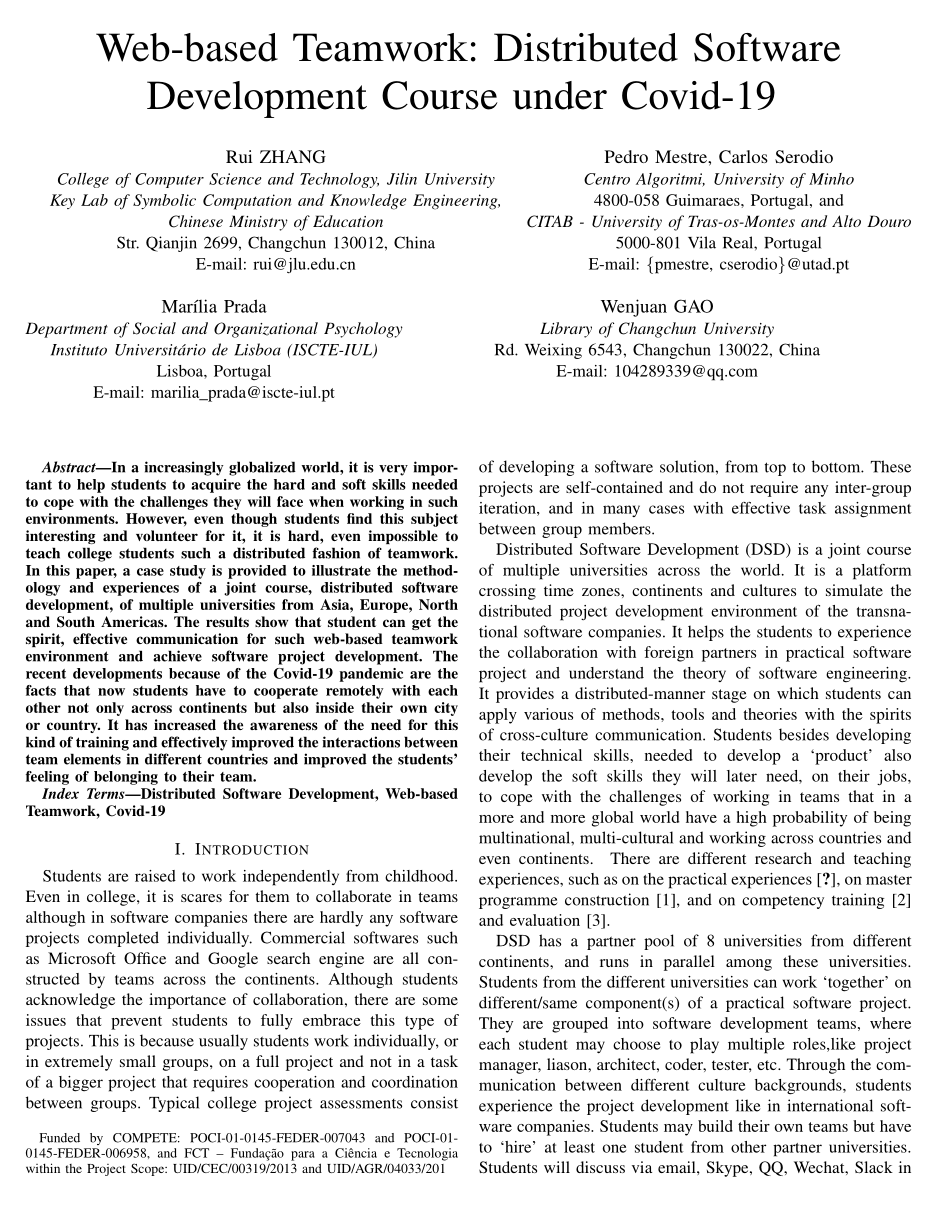 Web-based Teamwork: Distributed Software
Development Course under Covid-19
Rui ZHANG
College of Computer Science and Technology, Jilin University
Key Lab of Symbolic Computation and Knowledge Engineering,
Chinese Ministry of Education
Str. Qianjin 2699, Changchun 130012, China
E-mail: rui@jlu.edu.cn
Pedro Mestre, Carlos Serodio
Centro Algoritmi, University of Minho
4800-058 Guimaraes, Portugal, and
CITAB - University of Tras-os-Montes and Alto Douro
5000-801 Vila Real, Portugal
E-mail: {pmestre, cserodio}@utad.pt
Marília Prada
Department of Social and Organizational Psychology
Instituto Universitário de Lisboa (ISCTE-IUL)
Lisboa, Portugal
E-mail: marilia_prada@iscte-iul.pt
Wenjuan GAO
Library of Changchun University
Rd. Weixing 6543, Changchun 130022, China
E-mail: 104289339@qq.com
Abstract—In a increasingly globalized world, it is very impor-
tant to help students to acquire the hard and soft skills needed
to cope with the challenges they will face when working in such
environments. However, even though students find this subject
interesting and volunteer for it, it is hard, even impossible to
teach college students such a distributed fashion of teamwork.
In this paper, a case study is provided to illustrate the method-
ology and experiences of a joint course, distributed software
development, of multiple universities from Asia, Europe, North
and South Americas. The results show that student can get the
spirit, effective communication for such web-based teamwork
environment and achieve software project development. The
recent developments because of the Covid-19 pandemic are the
facts that now students have to cooperate remotely with each
other not only across continents but also inside their own city
or country. It has increased the awareness of the need for this
kind of training and effectively improved the interactions between
team elements in different countries and improved the students'
feeling of belonging to their team.
Index Terms—Distributed Software Development, Web-based
Teamwork, Covid-19
I. INTRODUCTION
Students are raised to work independently from childhood.
Even in college, it is scares for them to collaborate in teams
although in software companies there are hardly any software
projects completed individually. Commercial softwares such
as Microsoft Office and Google search engine are all con-
structed by teams across the continents. Although students
acknowledge the importance of collaboration, there are some
issues that prevent students to fully embrace this type of
projects. This is because usually students work individually, or
in extremely small groups, on a full project and not in a task
of a bigger project that requires cooperation and coordination
between groups. Typical college project assessments consist
Funded by COMPETE: POCI-01-0145-FEDER-007043 and POCI-01-
0145-FEDER-006958, and FCT – Fundação para a Ciência e Tecnologia
within the Project Scope: UID/CEC/00319/2013 and UID/AGR/04033/201
of developing a software solution, from top to bottom. These
projects are self-contained and do not require any inter-group
iteration, and in many cases with effective task assignment
between group members.
Distributed Software Development (DSD) is a joint course
of multiple universities across the world. It is a platform
crossing time zones, continents and cultures to simulate the
distributed project development environment of the transna-
tional software companies. It helps the students to experience
the collaboration with foreign partners in practical software
project and understand the theory of software engineering.
It provides a distributed-manner stage on which students can
apply various of methods, tools and theories with the spirits
of cross-culture communication. Students besides developing
their technical skills, needed to develop a 'product' also
develop the soft skills they will later need, on their jobs,
to cope with the challenges of working in teams that in a
more and more global world have a high probability of being
multinational, multi-cultural and working across countries and
even continents. There are different research and teaching
experiences, such as on the practical experiences [?], on master
programme construction [1], and on competency training [2]
and evaluation [3].
DSD has a partner pool of 8 universities from different
continents, and runs in parallel among these universities.
Students from the different universities can work 'together' on
different/same component(s) of a practical software project.
They are grouped into software development teams, where
each student may choose to play multiple roles,like project
manager, liason, architect, coder, tester, etc. Through the com-
munication between different culture backgrounds, students
experience the project development like in international soft-
ware companies. Students may build their own teams but have
to 'hire' at least one student from other partner universities.
Students will discuss via email, Skype, QQ, Wechat, Slack in